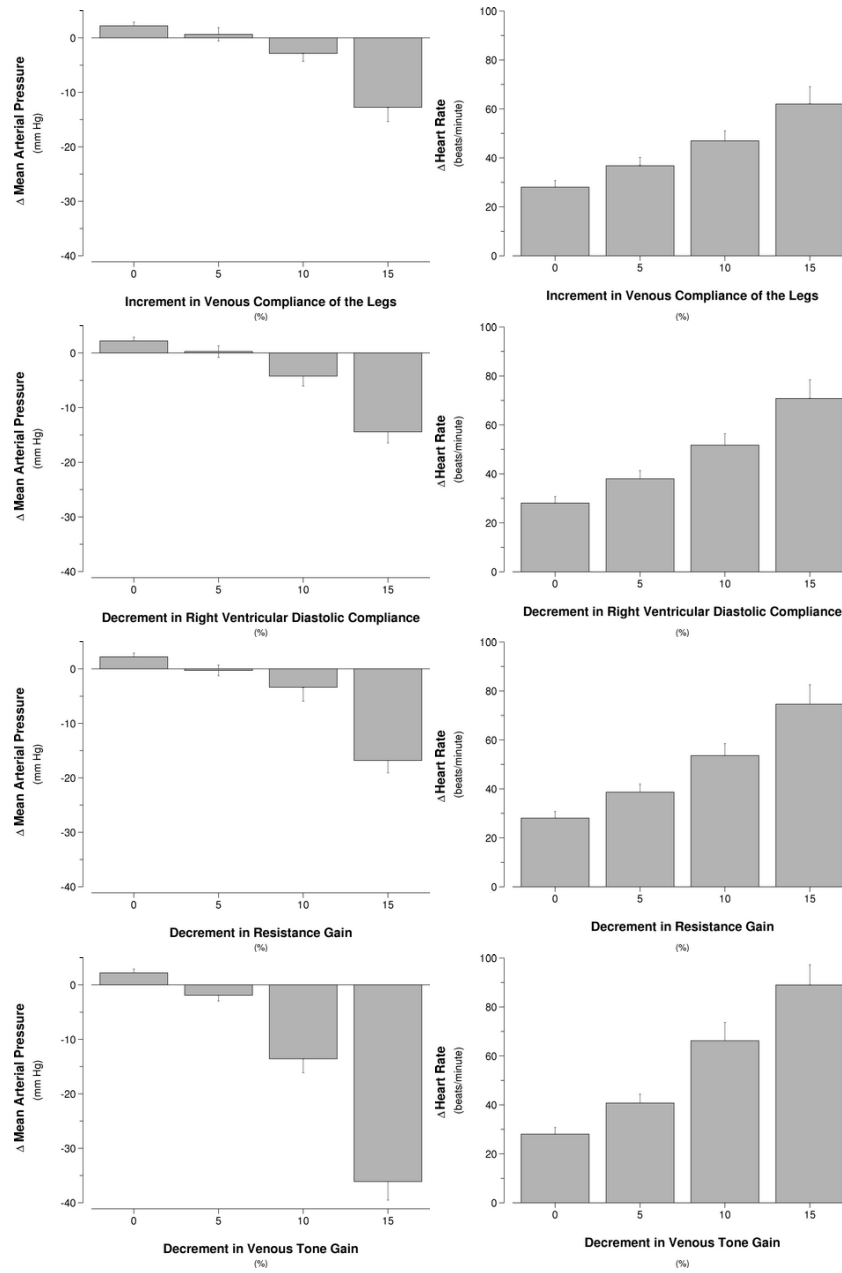 0
-10
-20
-30
-40
Δ Mean Arterial Pressure
(mm Hg)
0 5 10 15
Increment in Venous Compliance of the Legs
(%)
100
80
60
40
20
0
Δ Heart Rate
(beats/minute)
0 5 10 15
Increment in Venous Compliance of the Legs
(%)
0
-10
-20
-30
-40
Δ Mean Arterial Pressure
(mm Hg)
0 5 10 15
Decrement in Right Ventricular Diastolic Compliance
(%)
100
80
60
40
20
0
Δ Heart Rate
(beats/minute)
0 5 10 15
Decrement in Right Ventricular Diastolic Compliance
(%)
0
-10
-20
-30
-40
Δ Mean Arterial Pressure
(mm Hg)
0 5 10 15
Decrement in Resistance Gain
(%)
100
80
60
40
20
0
Δ Heart Rate
(beats/minute)
0 5 10 15
Decrement in Resistance Gain
(%)
0
-10
-20
-30
-40
Δ Mean Arterial Pressure
(mm Hg)
0 5 10 15
Decrement in Venous Tone Gain
(%)
100
80
60
40
20
0
Δ Heart Rate
(beats/minute)
0 5 10 15
Decrement in Venous Tone Gain
(%)